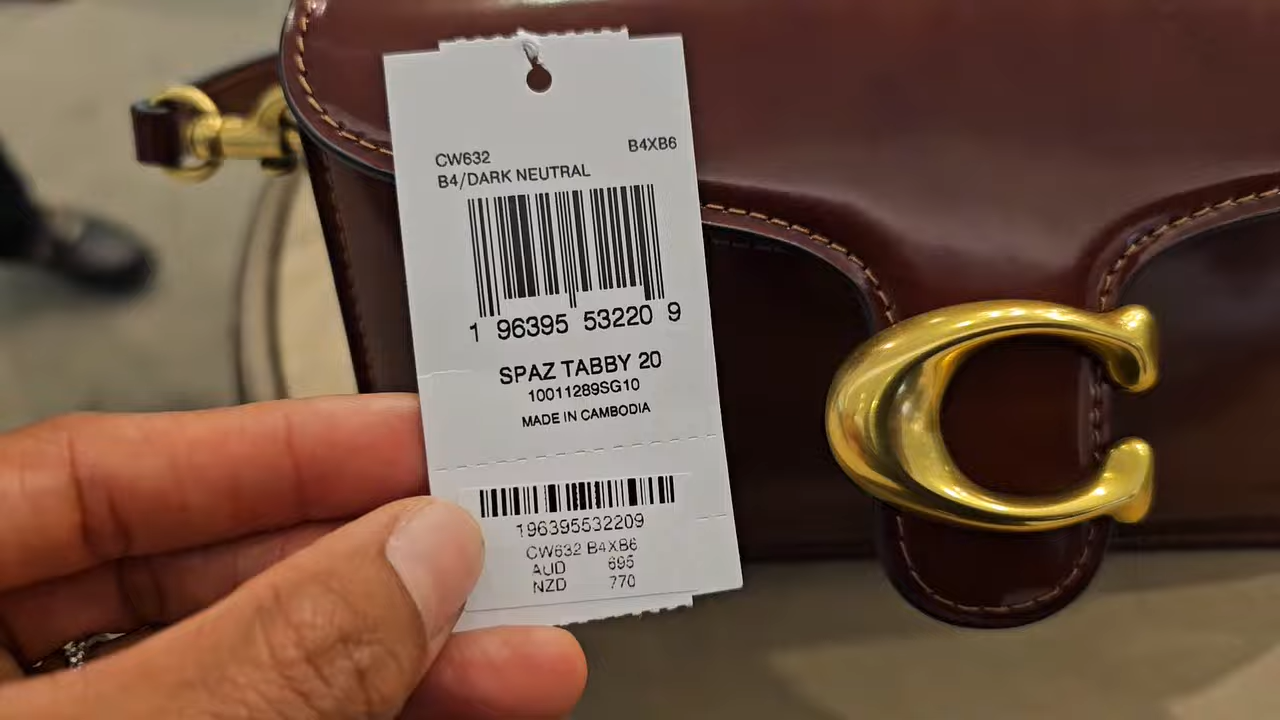 CW632 B4XB6
B4/DARK NEUTRAL
1 96395 53220 9
SPAZ TABBY 20
10011289SG10
MADE IN CAMBODIA
196395532209
CW632 B4XB6
AUD 695
NZD 770